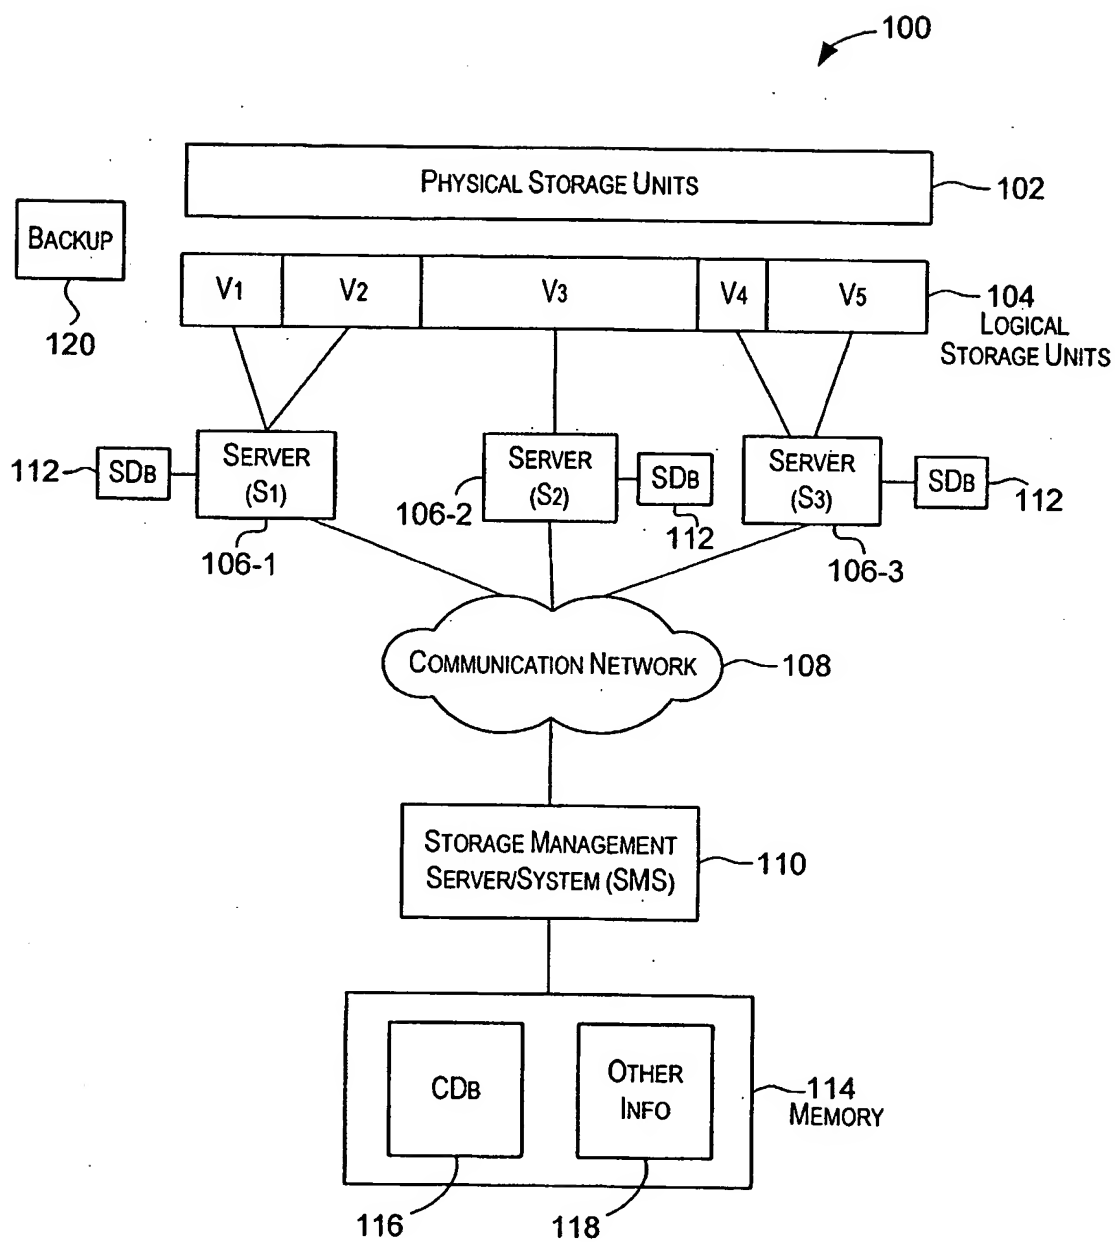 100
PHYSICAL STORAGE UNITS
102
BACKUP
120
V1
V2
V3
V4
V5
104
LOGICAL
STORAGE UNITS
112
SDB
SERVER
(S1)
106-1
SERVER
(S2)
106-2
SDB
112
SERVER
(S3)
106-3
SDB
112
COMMUNICATION NETWORK
108
STORAGE MANAGEMENT
SERVER/SYSTEM (SMS)
110
CDB
116
OTHER
INFO
118
114
MEMORY